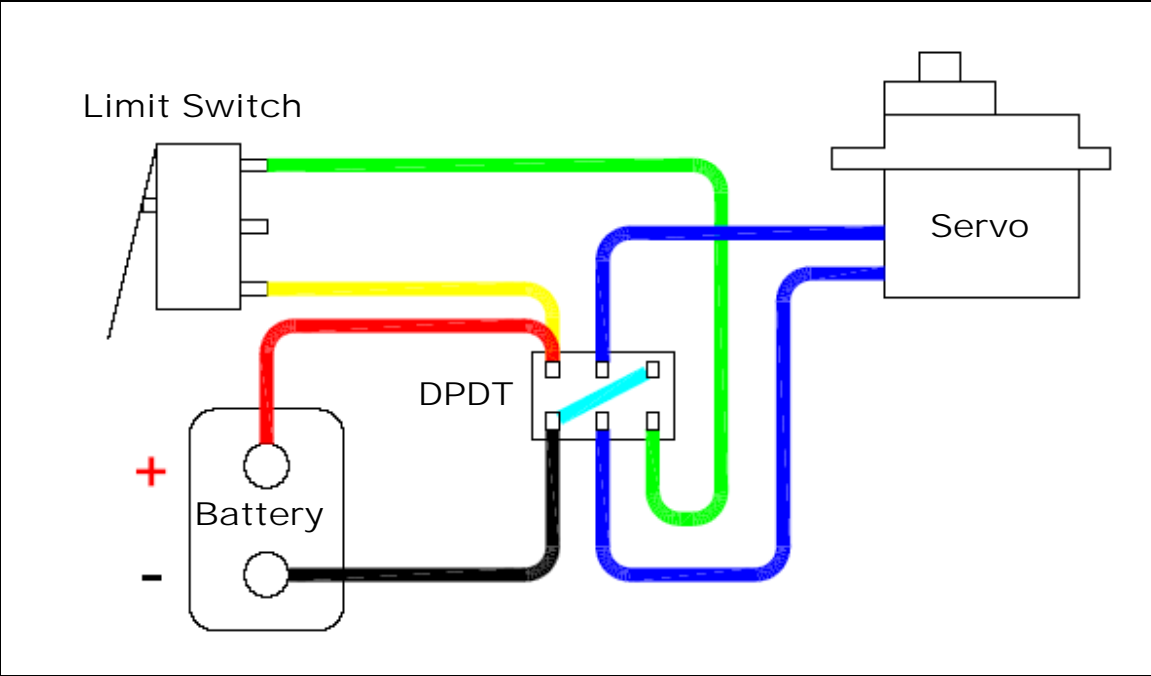 Limit Switch
Servo
DPDT
+
Battery
-